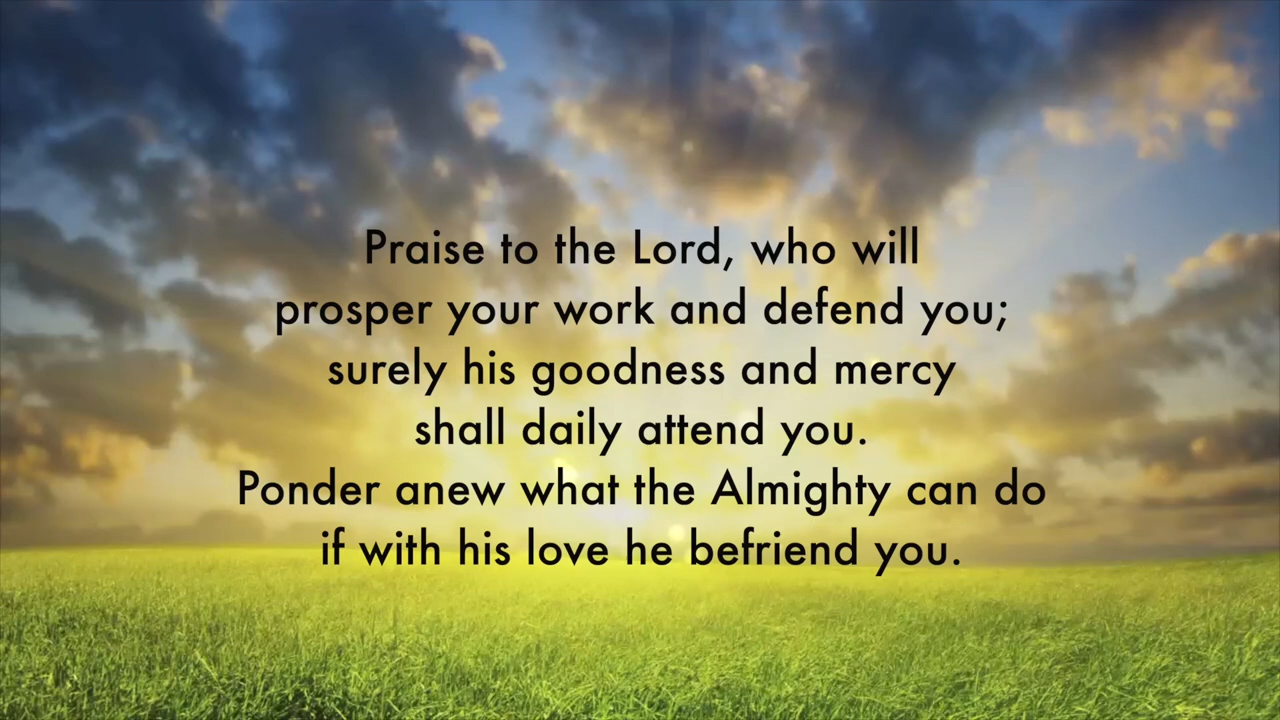 Praise to the Lord, who will
prosper your work and defend you;
surely his goodness and mercy
shall daily attend you.
Ponder anew what the Almighty can do
if with his love he befriend you.